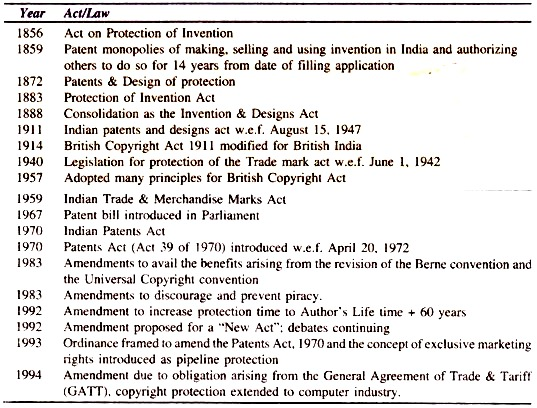 Year Act/Law
1856 Act on Protection of Invention
1859 Patent monopolies of making, selling and using invention in India and authorizing
others to do so for 14 years from date of filling application
1872 Patents & Design of protection
1883 Protection of Invention Act
1888 Consolidation as the Invention & Designs Act
1911 Indian patents and designs act w.e.f. August 15, 1947
1914 British Copyright Act 1911 modified for British India
1940 Legislation for protection of the Trade mark act w.e.f. June 1, 1942
1957 Adopted many principles for British Copyright Act
1959 Indian Trade & Merchandise Marks Act
1967 Patent bill introduced in Parliament
1970 Indian Patents Act
1970 Patents Act (Act 39 of 1970) introduced w.e.f. April 20, 1972
1983 Amendments to avail the benefits arising from the revision of the Berne convention and
the Universal Copyright convention
1983 Amendments to discourage and prevent piracy.
1992 Amendment to increase protection time to Author's Life time + 60 years
1992 Amendment proposed for a "New Act"; debates continuing
1993 Ordinance framed to amend the Patents Act, 1970 and the concept of exclusive marketing
rights introduced as pipeline protection
1994 Amendment due to obligation arising from the General Agreement of Trade & Tariff
(GATT), copyright protection extended to computer industry.